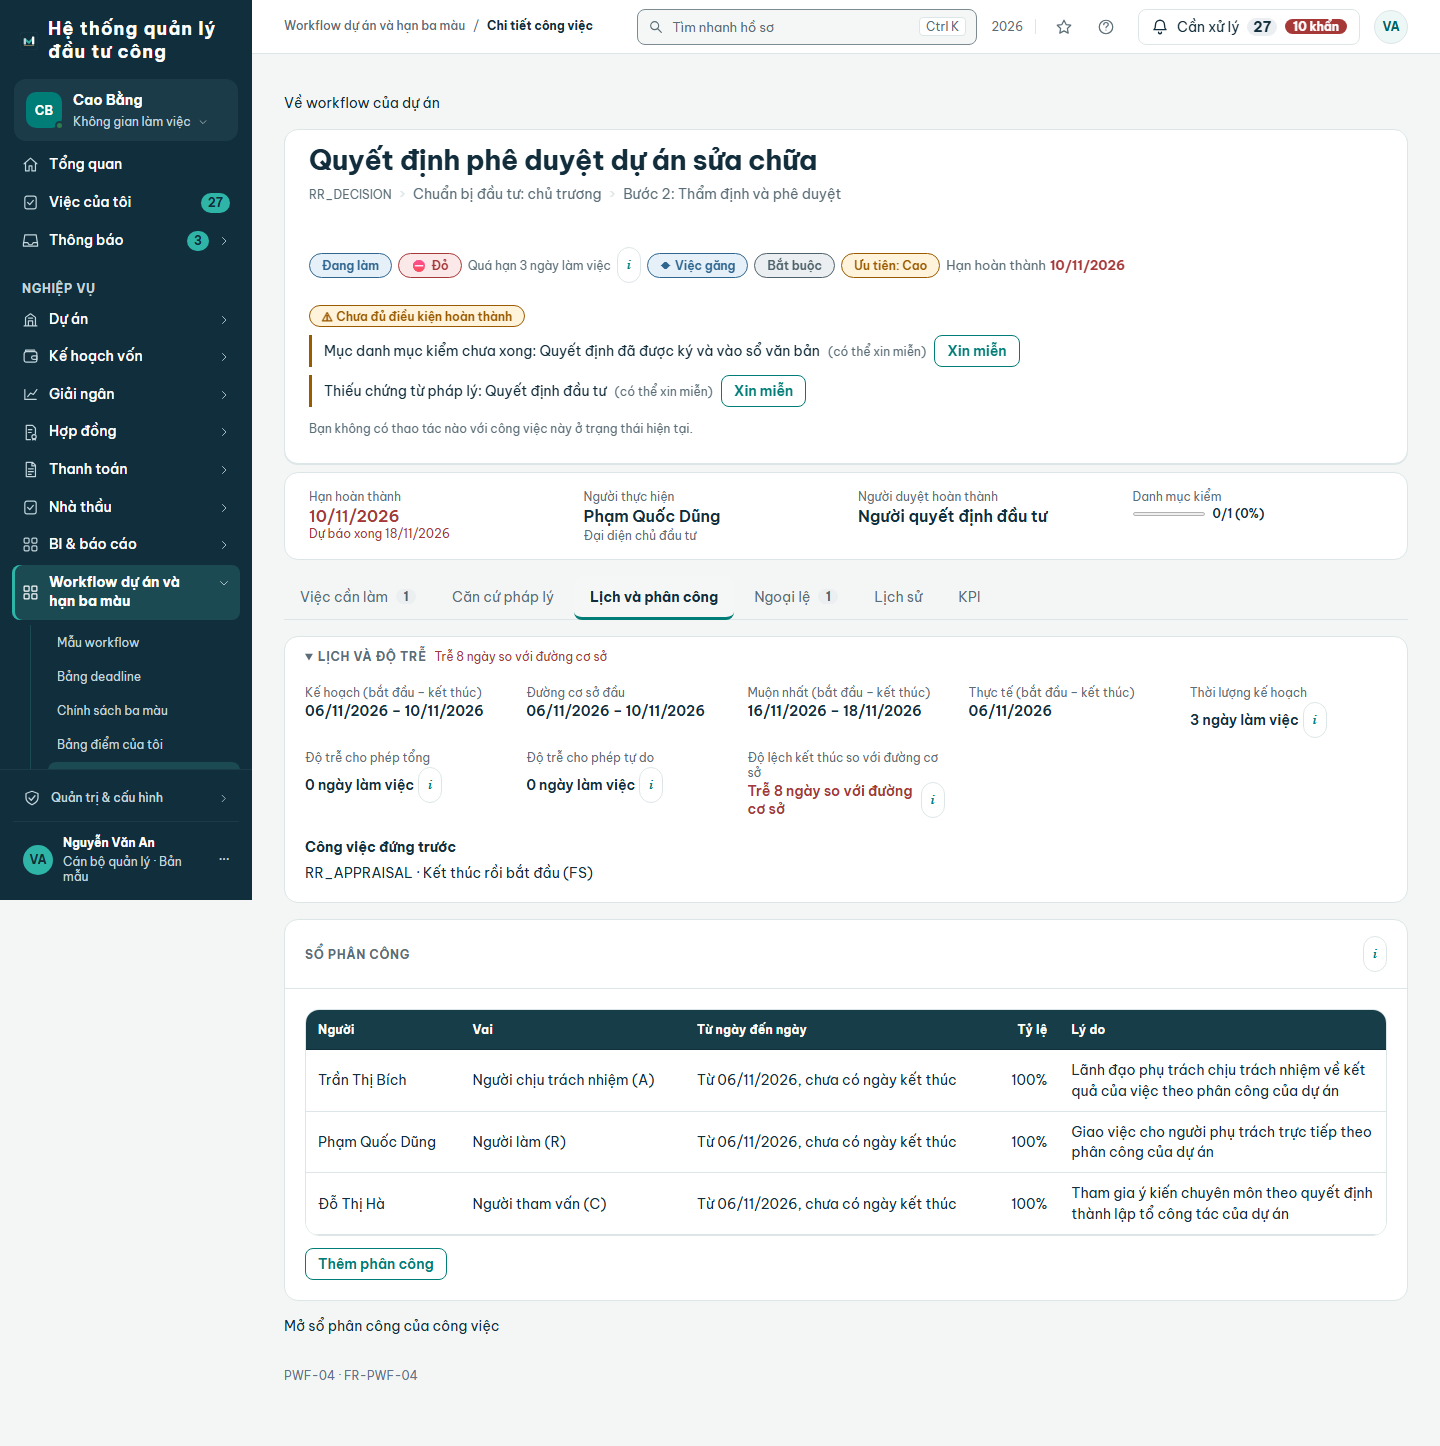 Hệ thống quản lý
đầu tư công
CB
Cao Bằng
Không gian làm việc
Tổng quan
Việc của tôi 27
Thông báo 3
NGHIỆP VỤ
Dự án
Kế hoạch vốn
Giải ngân
Hợp đồng
Thanh toán
Nhà thầu
BI & báo cáo
Workflow dự án và
hạn ba màu
Mẫu workflow
Bảng deadline
Chính sách ba màu
Bảng điểm của tôi
Quản trị & cấu hình
VA
Nguyễn Văn An
Cán bộ quản lý · Bản
mẫu
Workflow dự án và hạn ba màu / Chi tiết công việc
Tìm nhanh hồ sơ Ctrl K
2026
Cần xử lý 27 10 khẩn
VA
Về workflow của dự án
Quyết định phê duyệt dự án sửa chữa
RR_DECISION › Chuẩn bị đầu tư: chủ trương › Bước 2: Thẩm định và phê duyệt
Đang làm ⛔ Đỏ Quá hạn 3 ngày làm việc i ◆ Việc găng Bắt buộc Ưu tiên: Cao Hạn hoàn thành 10/11/2026
⚠ Chưa đủ điều kiện hoàn thành
Mục danh mục kiểm chưa xong: Quyết định đã được ký và vào sổ văn bản (có thể xin miễn) Xin miễn
Thiếu chứng từ pháp lý: Quyết định đầu tư (có thể xin miễn) Xin miễn
Bạn không có thao tác nào với công việc này ở trạng thái hiện tại.
Hạn hoàn thành
10/11/2026
Dự báo xong 18/11/2026
Người thực hiện
Phạm Quốc Dũng
Đại diện chủ đầu tư
Người duyệt hoàn thành
Người quyết định đầu tư
Danh mục kiểm
0/1 (0%)
Việc cần làm 1 Căn cứ pháp lý Lịch và phân công Ngoại lệ 1 Lịch sử KPI
▼ LỊCH VÀ ĐỘ TRỄ Trễ 8 ngày so với đường cơ sở
Kế hoạch (bắt đầu – kết thúc)
06/11/2026 – 10/11/2026
Đường cơ sở đầu
06/11/2026 – 10/11/2026
Muộn nhất (bắt đầu – kết thúc)
16/11/2026 – 18/11/2026
Thực tế (bắt đầu – kết thúc)
06/11/2026
Thời lượng kế hoạch
3 ngày làm việc i
Độ trễ cho phép tổng
0 ngày làm việc i
Độ trễ cho phép tự do
0 ngày làm việc i
Độ lệch kết thúc so với đường cơ
sở
Trễ 8 ngày so với đường
cơ sở i
Công việc đứng trước
RR_APPRAISAL · Kết thúc rồi bắt đầu (FS)
SỔ PHÂN CÔNG i
Người Vai Từ ngày đến ngày Tỷ lệ Lý do
Trần Thị Bích Người chịu trách nhiệm (A) Từ 06/11/2026, chưa có ngày kết thúc 100% Lãnh đạo phụ trách chịu trách nhiệm về kết
quả của việc theo phân công của dự án
Phạm Quốc Dũng Người làm (R) Từ 06/11/2026, chưa có ngày kết thúc 100% Giao việc cho người phụ trách trực tiếp theo
phân công của dự án
Đỗ Thị Hà Người tham vấn (C) Từ 06/11/2026, chưa có ngày kết thúc 100% Tham gia ý kiến chuyên môn theo quyết định
thành lập tổ công tác của dự án
Thêm phân công
Mở sổ phân công của công việc
PWF-04 · FR-PWF-04